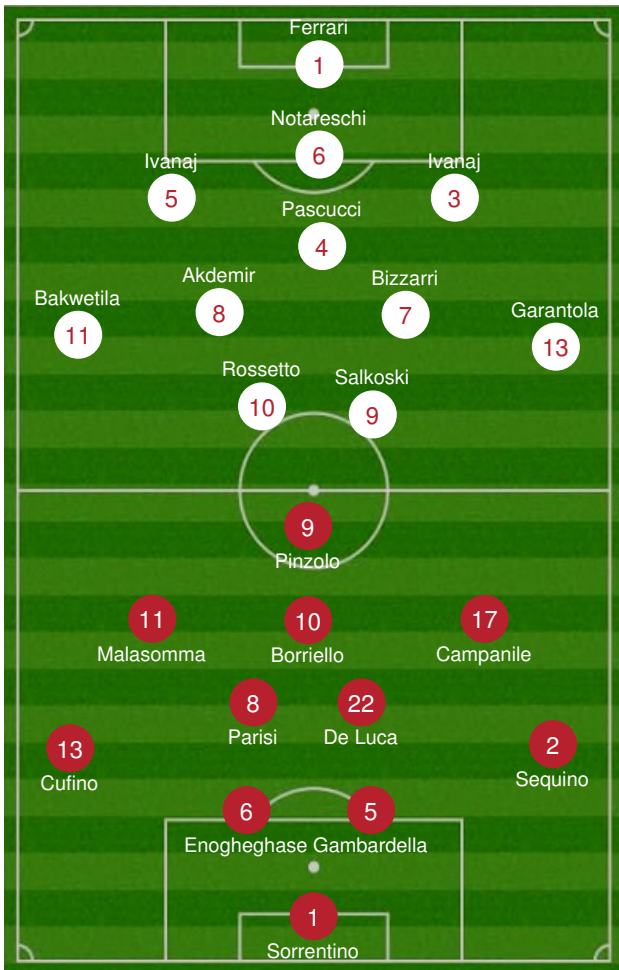 Ferrari
1
Notareschi
6
Ivanaj
5
Ivanaj
3
Pascucci
4
Akdemir
8
Bizzarri
7
Bakwetila
11
Garantola
13
Rossetto
10
Salkoski
9
9
Pinzolo
11
Malasomma
10
Borriello
17
Campanile
8
Parisi
22
De Luca
13
Cufino
2
Sequino
6
Enogheghase
5
Gambardella
1
Sorrentino